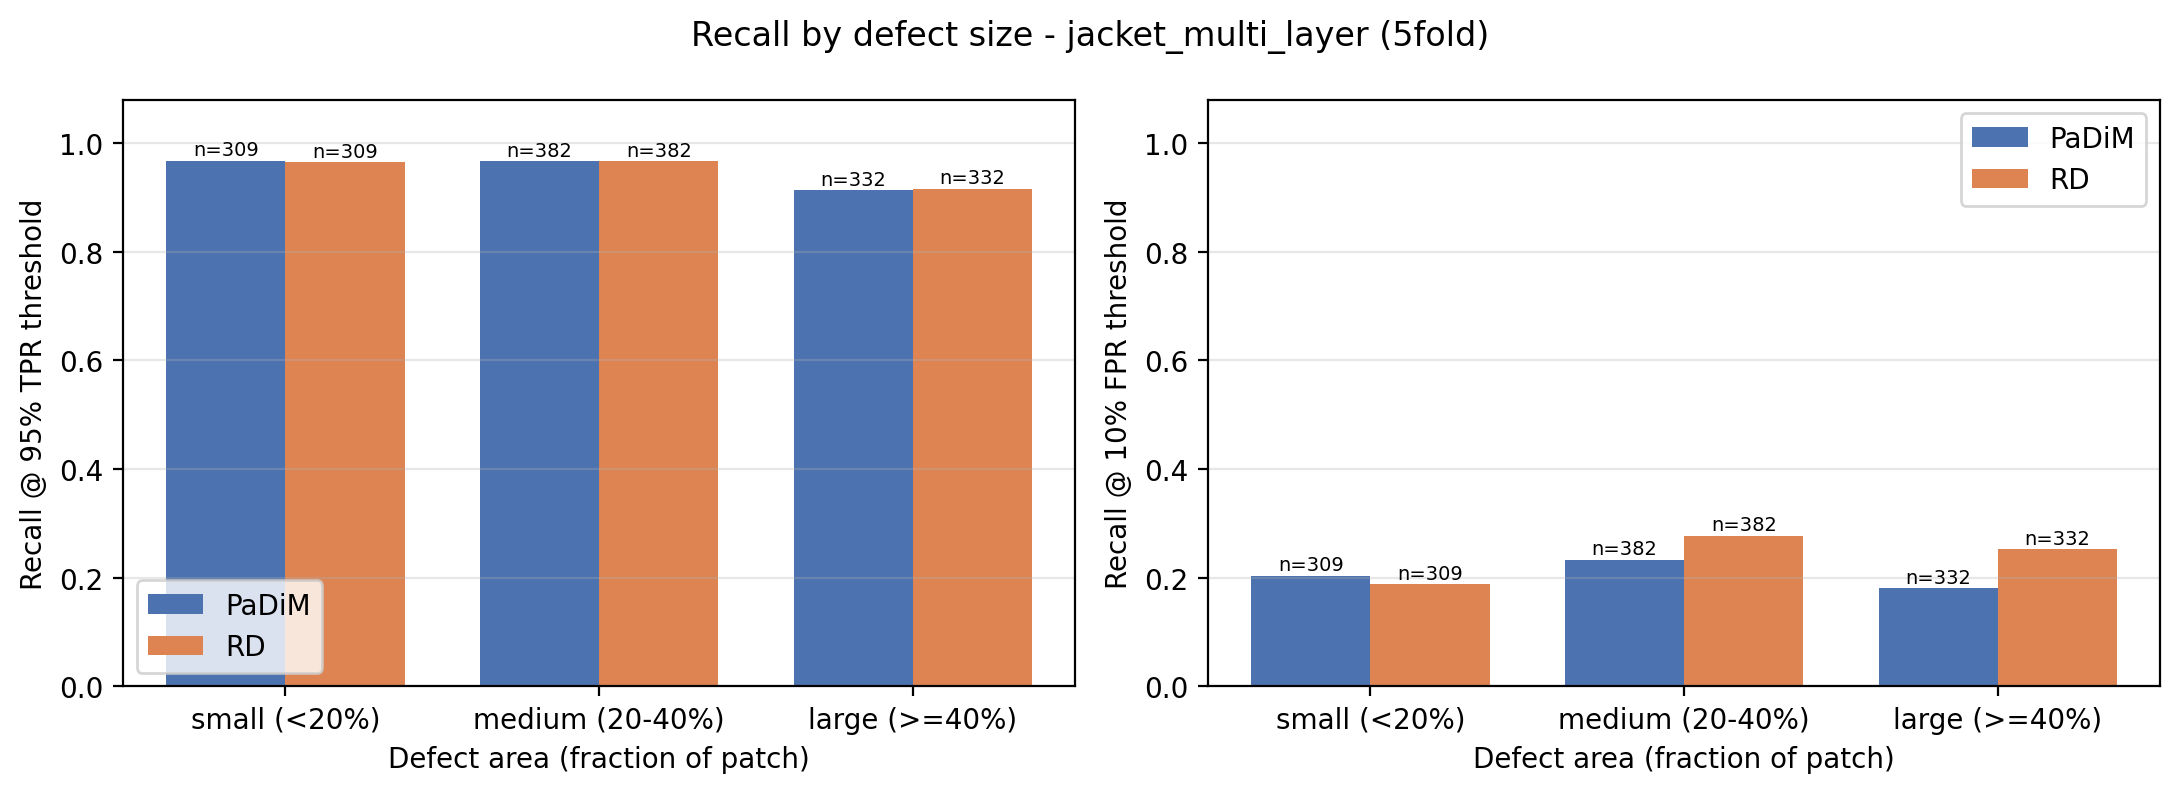 Recall by defect size - jacket_multi_layer (5fold)
Recall @ 95% TPR threshold
1.0
0.8
0.6
0.4
0.2
0.0
n=309
n=309
n=382
n=382
n=332
n=332
PaDiM
RD
small (<20%)
medium (20-40%)
large (>=40%)
Defect area (fraction of patch)
Recall @ 10% FPR threshold
1.0
0.8
0.6
0.4
0.2
0.0
PaDiM
RD
n=309
n=309
n=382
n=382
n=332
n=332
small (<20%)
medium (20-40%)
large (>=40%)
Defect area (fraction of patch)